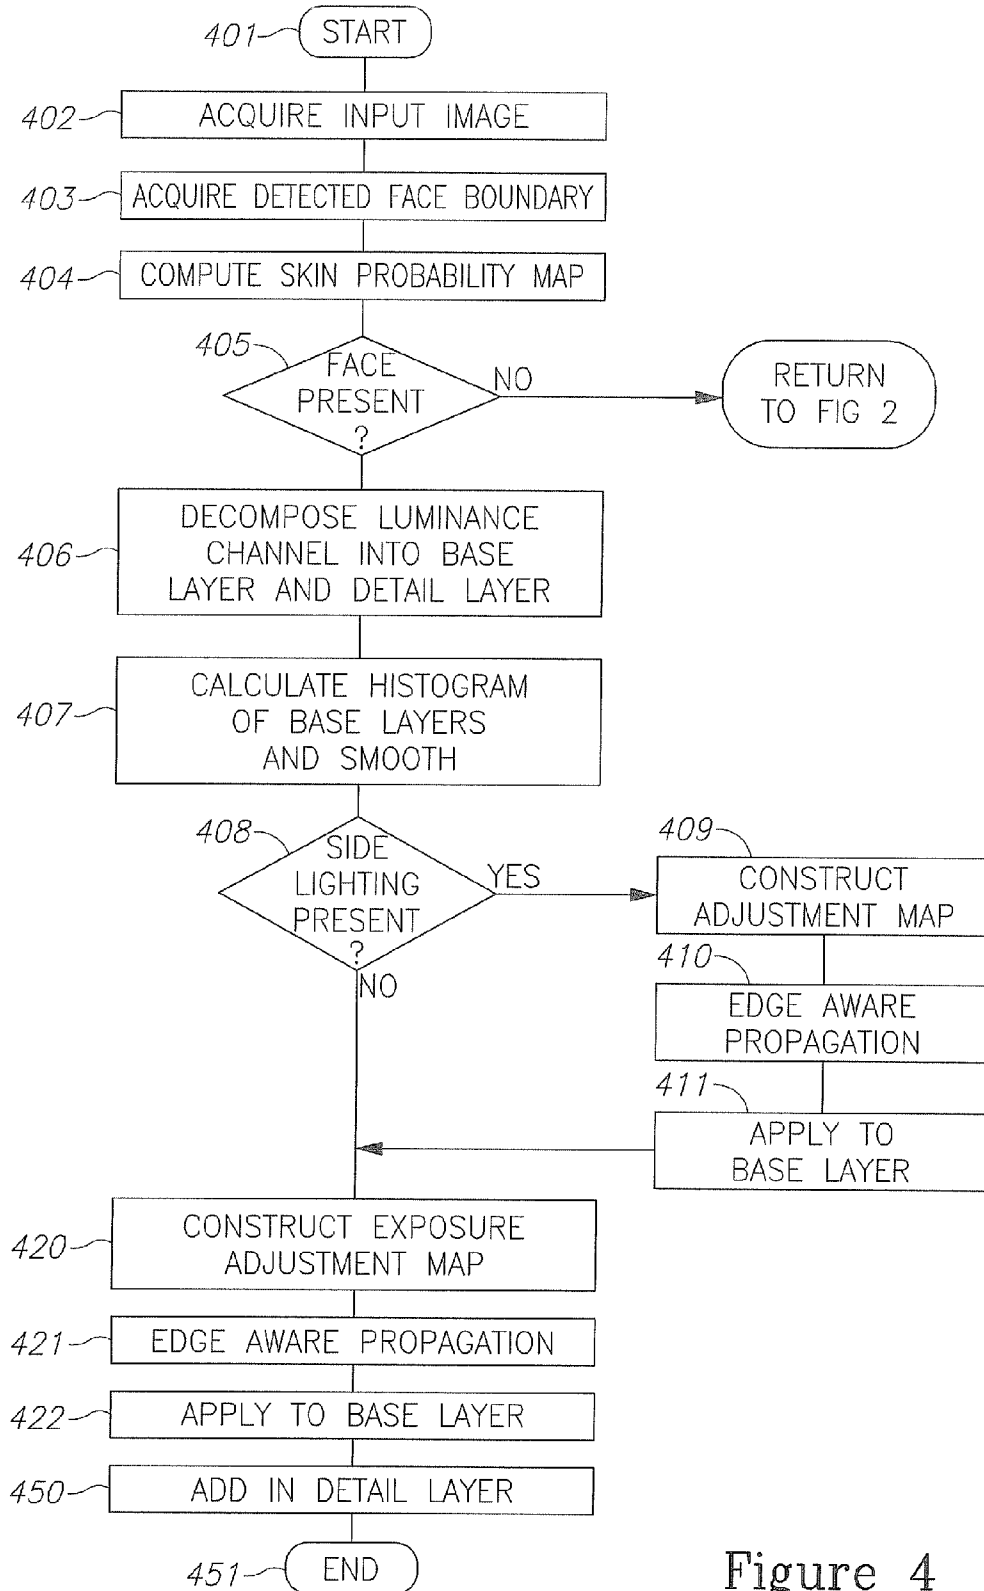 401 START
402 ACQUIRE INPUT IMAGE
403 ACQUIRE DETECTED FACE BOUNDARY
404 COMPUTE SKIN PROBABILITY MAP
405
FACE
PRESENT
?
NO
RETURN
TO FIG 2
406
DECOMPOSE LUMINANCE
CHANNEL INTO BASE
LAYER AND DETAIL LAYER
407
CALCULATE HISTOGRAM
OF BASE LAYERS
AND SMOOTH
408
SIDE
LIGHTING
PRESENT
?
YES
NO
409
CONSTRUCT
ADJUSTMENT MAP
410
EDGE AWARE
PROPAGATION
411
APPLY TO
BASE LAYER
420
CONSTRUCT EXPOSURE
ADJUSTMENT MAP
421 EDGE AWARE PROPAGATION
422 APPLY TO BASE LAYER
450 ADD IN DETAIL LAYER
451 END
Figure 4